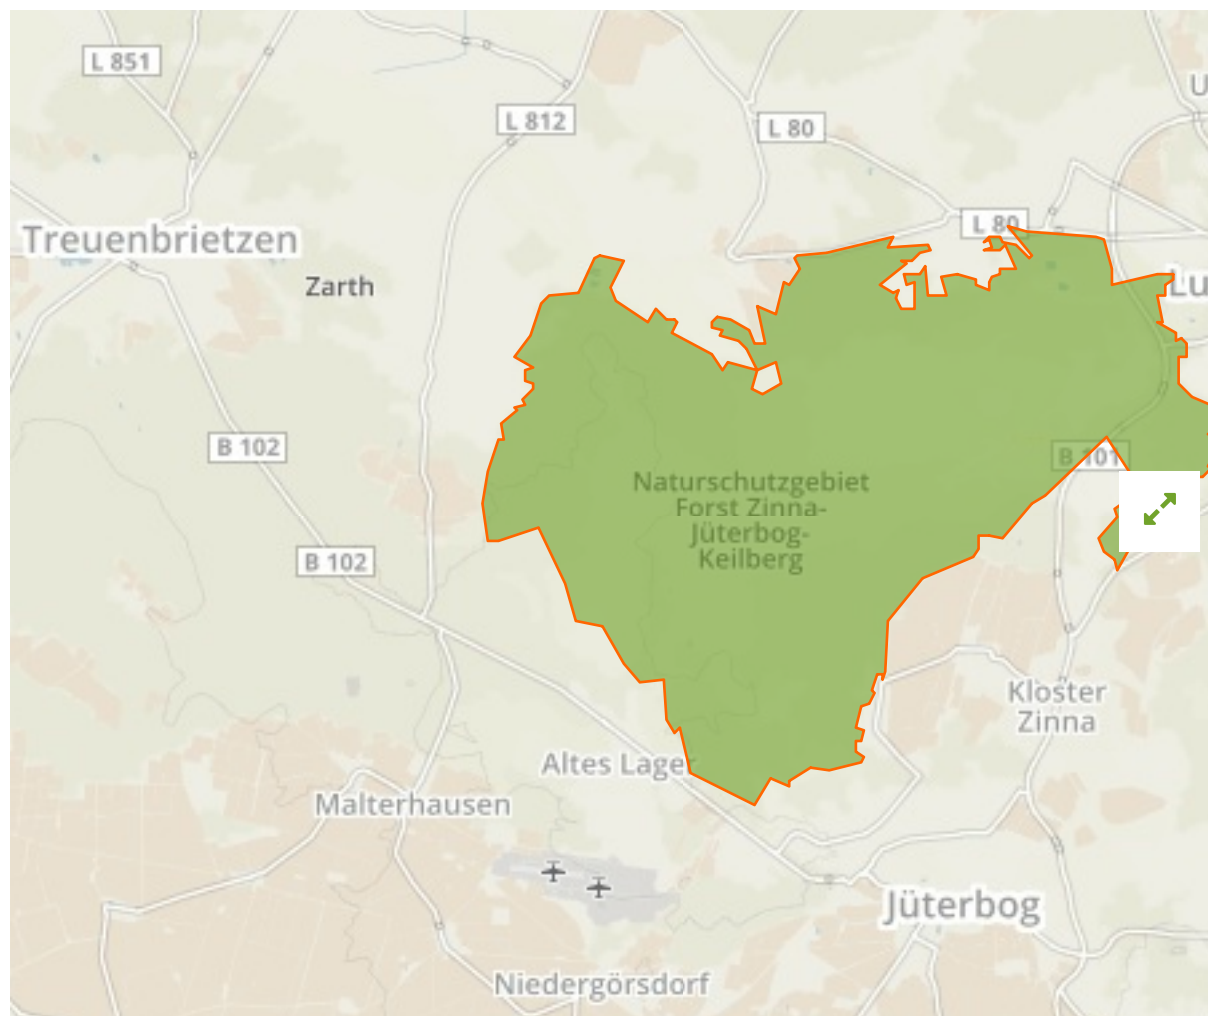 L 851
L 812
L 80
U
L 80
Treuenbrietzen
Zarth
Lu
B 102
B 101
Naturschutzgebiet
Forst Zinna-
Jüterbog-
Keilberg
B 102
Kloster
Zinna
Altes Lager
Malterhausen
Jüterbog
Niedergörsdorf